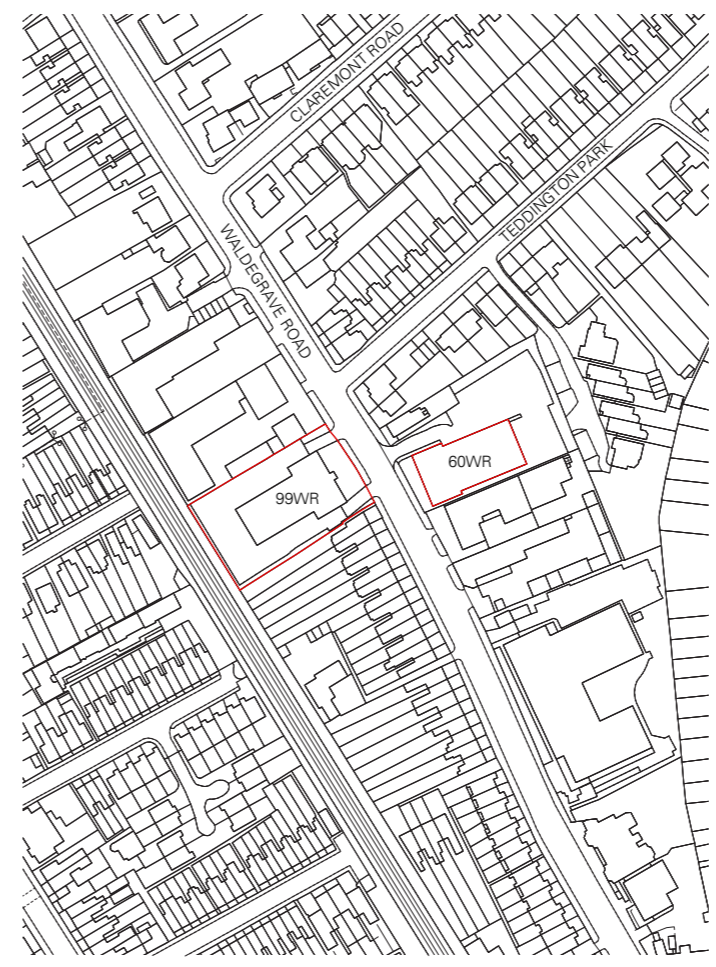 CLAREMONT ROAD
TEDDINGTON PARK
WALDEGRAVE ROAD
60WR
99WR